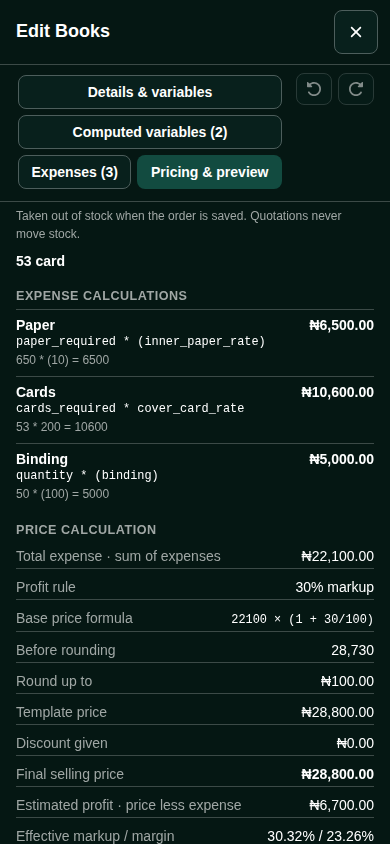 Edit Books
×
Details & variables
Computed variables (2)
Expenses (3)
Pricing & preview
Taken out of stock when the order is saved. Quotations never
move stock.
53 card
EXPENSE CALCULATIONS
Paper ₦6,500.00
paper_required * (inner_paper_rate)
650 * (10) = 6500
Cards ₦10,600.00
cards_required * cover_card_rate
53 * 200 = 10600
Binding ₦5,000.00
quantity * (binding)
50 * (100) = 5000
PRICE CALCULATION
Total expense · sum of expenses ₦22,100.00
Profit rule 30% markup
Base price formula 22100 × (1 + 30/100)
Before rounding 28,730
Round up to ₦100.00
Template price ₦28,800.00
Discount given ₦0.00
Final selling price ₦28,800.00
Estimated profit · price less expense ₦6,700.00
Effective markup / margin 30.32% / 23.26%